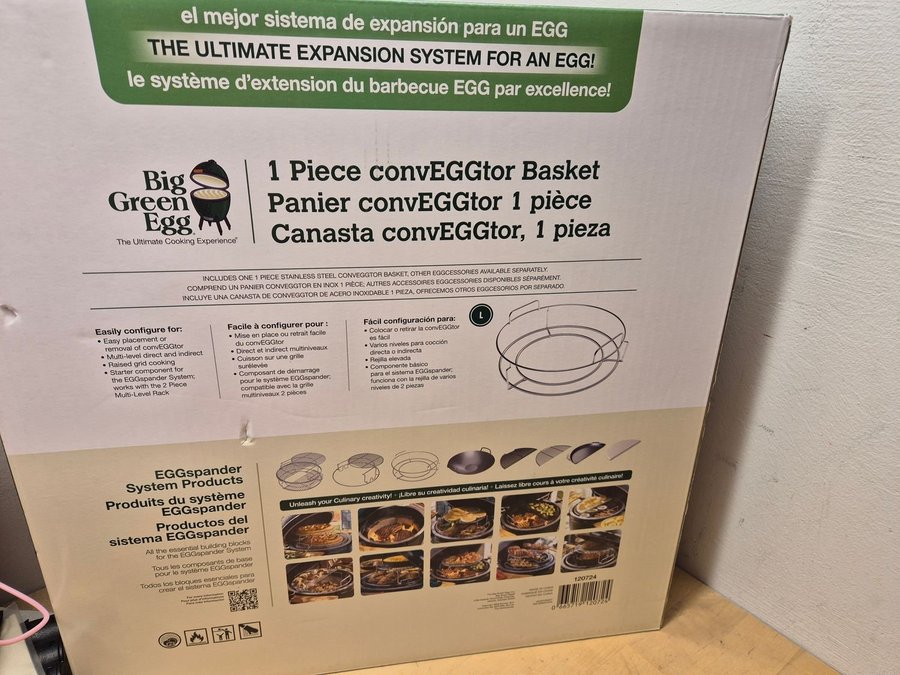 el mejor sistema de expansión para un EGG
THE ULTIMATE EXPANSION SYSTEM FOR AN EGG!
le système d'extension du barbecue EGG par excellence!
Big
Green
Egg
The Ultimate Cooking Experience®
1 Piece convEGGtor Basket
Panier convEGGtor 1 pièce
Canasta convEGGtor, 1 pieza
INCLUDES ONE 1 PIECE STAINLESS STEEL CONVEGGTOR BASKET, OTHER EGGCESSORIES AVAILABLE SEPARATELY.
COMPREND UN PANIER CONVEGGTOR EN INOX 1 PIÈCE; AUTRES ACCESSOIRES EGGCESSORIES DISPONIBLES SÉPARÉMENT.
INCLUYE UNA CANASTA DE CONVEGGTOR DE ACERO INOXIDABLE 1 PIEZA, OFRECEMOS OTROS EGGCESORIOS POR SEPARADO.
Easily configure for:
• Easy placement or
removal of convEGGtor
• Multi-level direct and indirect
• Raised grid cooking
• Starter component for
the EGGspander System;
works with the 2 Piece
Multi-Level Rack
Facile à configurer pour :
• Mise en place ou retrait facile
du convEGGtor
• Direct et indirect multiniveaux
• Cuisson sur une grille
surélevée
• Composant de démarrage
pour le système EGGspander;
compatible avec la grille
multiniveaux 2 pièces
Fácil configuración para:
• Colocar o retirar la convEGGtor
es fácil
• Varios niveles para cocción
directa o indirecta
• Rejilla elevada
• Componente básico
para el sistema EGGspander;
funciona con la rejilla de varios
niveles de 2 piezas
L
EGGspander
System Products
Produits du système
EGGspander
Productos del
sistema EGGspander
All the essential building blocks
for the EGGspander System
Tous les composants de base
pour le système EGGspander
Todos los bloques esenciales para
crear el sistema EGGspander
For more information
Pour plus d'informations
Para más información
Unleash your Culinary creativity! • ¡Libre su creatividad culinaria! • Laissez libre cours à votre créativité culinaire!
120724
0 665719 120724